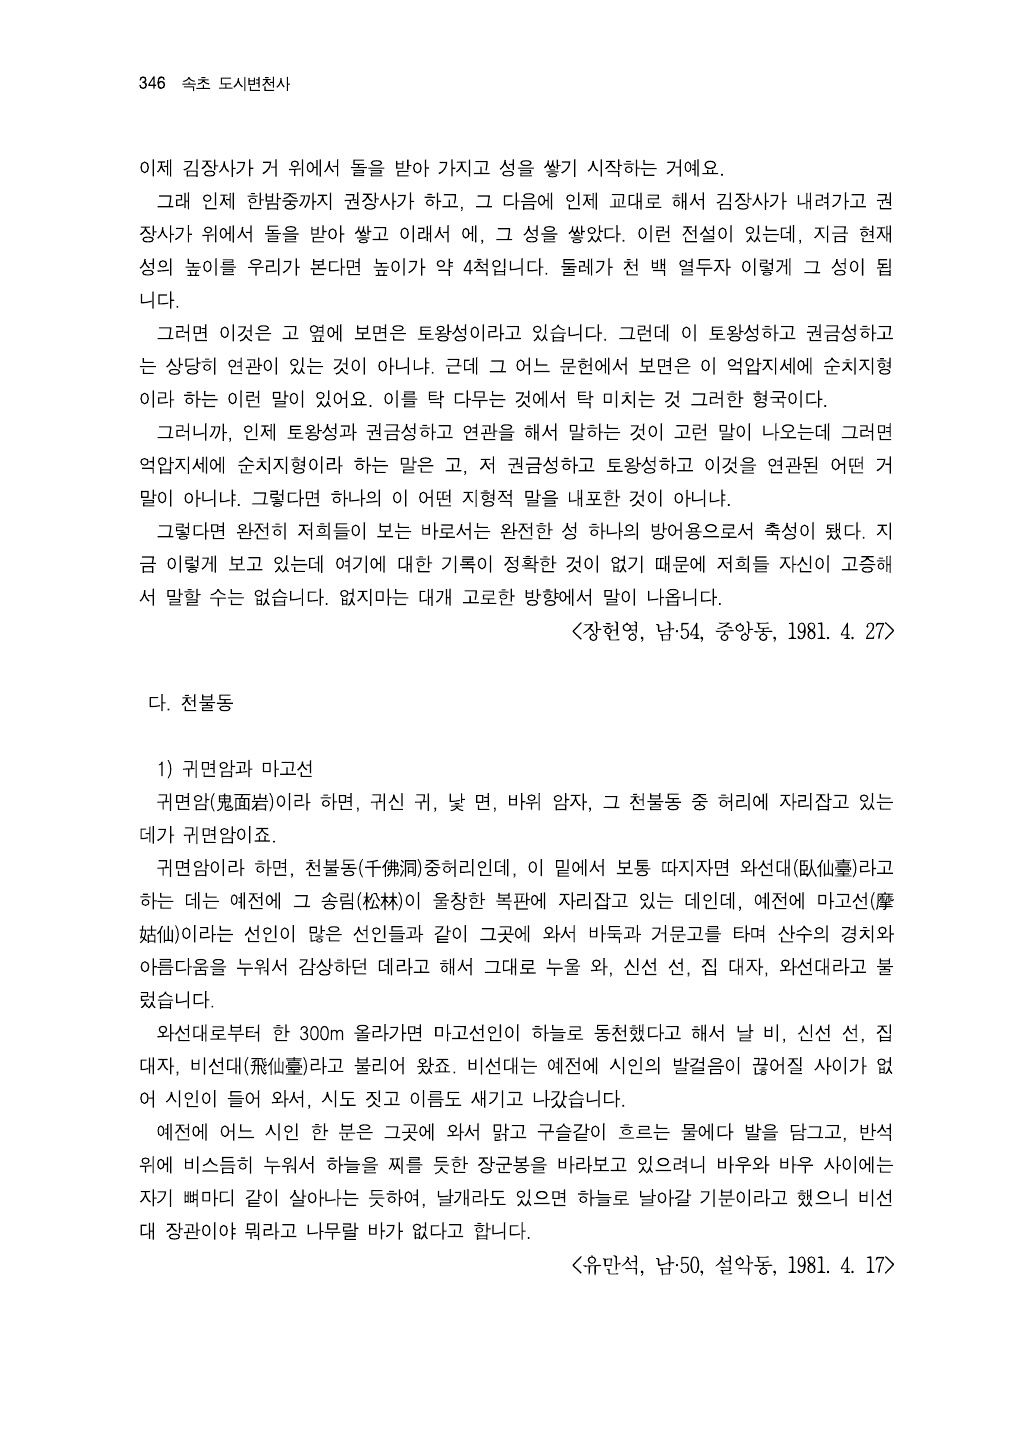 346 속초 도시변천사
이제 김장사가 거 위에서 돌을 받아 가지고 성을 쌓기 시작하는 거예요.
그래 인제 한밤중까지 권장사가 하고, 그 다음에 인제 교대로 해서 김장사가 내려가고 권
장사가 위에서 돌을 받아 쌓고 이래서 에, 그 성을 쌓았다. 이런 전설이 있는데, 지금 현재
성의 높이를 우리가 본다면 높이가 약 4척입니다. 둘레가 천 백 열두자 이렇게 그 성이 됩
니다.
그러면 이것은 고 옆에 보면은 토왕성이라고 있습니다. 그런데 이 토왕성하고 권금성하고
는 상당히 연관이 있는 것이 아니냐. 근데 그 어느 문헌에서 보면은 이 억압지세에 순치지형
이라 하는 이런 말이 있어요. 이를 탁 다무는 것에서 탁 미치는 것 그러한 형국이다.
그러니까, 인제 토왕성과 권금성하고 연관을 해서 말하는 것이 고런 말이 나오는데 그러면
억압지세에 순치지형이라 하는 말은 고, 저 권금성하고 토왕성하고 이것을 연관된 어떤 거
말이 아니냐. 그렇다면 하나의 이 어떤 지형적 말을 내포한 것이 아니냐.
그렇다면 완전히 저희들이 보는 바로서는 완전한 성 하나의 방어용으로서 축성이 됐다. 지
금 이렇게 보고 있는데 여기에 대한 기록이 정확한 것이 없기 때문에 저희들 자신이 고증해
서 말할 수는 없습니다. 없지마는 대개 고로한 방향에서 말이 나옵니다.
<장헌영, 남·54, 중앙동, 1981. 4. 27>
다. 천불동
1) 귀면암과 마고선
귀면암(鬼面岩)이라 하면, 귀신 귀, 낯 면, 바위 암자, 그 천불동 중 허리에 자리잡고 있는
데가 귀면암이죠.
귀면암이라 하면, 천불동(千佛洞)중허리인데, 이 밑에서 보통 따지자면 와선대(臥仙臺)라고
하는 데는 예전에 그 송림(松林)이 울창한 복판에 자리잡고 있는 데인데, 예전에 마고선(摩
姑仙)이라는 선인이 많은 선인들과 같이 그곳에 와서 바둑과 거문고를 타며 산수의 경치와
아름다움을 누워서 감상하던 데라고 해서 그대로 누울 와, 신선 선, 집 대자, 와선대라고 불
렀습니다.
와선대로부터 한 300m 올라가면 마고선인이 하늘로 동천했다고 해서 날 비, 신선 선, 집
대자, 비선대(飛仙臺)라고 불리어 왔죠. 비선대는 예전에 시인의 발걸음이 끊어질 사이가 없
어 시인이 들어 와서, 시도 짓고 이름도 새기고 나갔습니다.
예전에 어느 시인 한 분은 그곳에 와서 맑고 구슬같이 흐르는 물에다 발을 담그고, 반석
위에 비스듬히 누워서 하늘을 찌를 듯한 장군봉을 바라보고 있으려니 바우와 바우 사이에는
자기 뼈마디 같이 살아나는 듯하여, 날개라도 있으면 하늘로 날아갈 기분이라고 했으니 비선
대 장관이야 뭐라고 나무랄 바가 없다고 합니다.
<유만석, 남·50, 설악동, 1981. 4. 17>